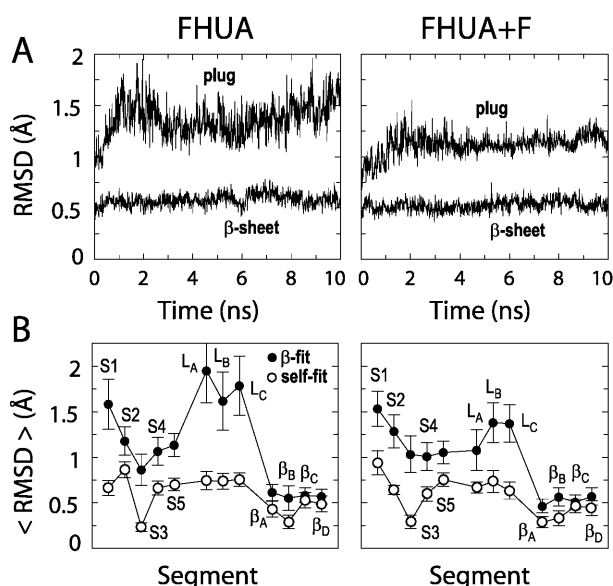 FHUA FHUA+F
A
RMSD (Å)
2
1.5
1
0.5
0
plug
β-sheet
plug
β-sheet
0 2 4 6 8 10
0 2 4 6 8 10
Time (ns) Time (ns)
B
< RMSD > (Å)
2
1.5
1
0.5
0
S1
S2
S3
S4
S5
LA
LB
LC
β-fit
self-fit
βA
βB
βC
βD
S1
S2
S3
S4
S5
LA
LB
LC
βA
βB
βC
βD
Segment Segment